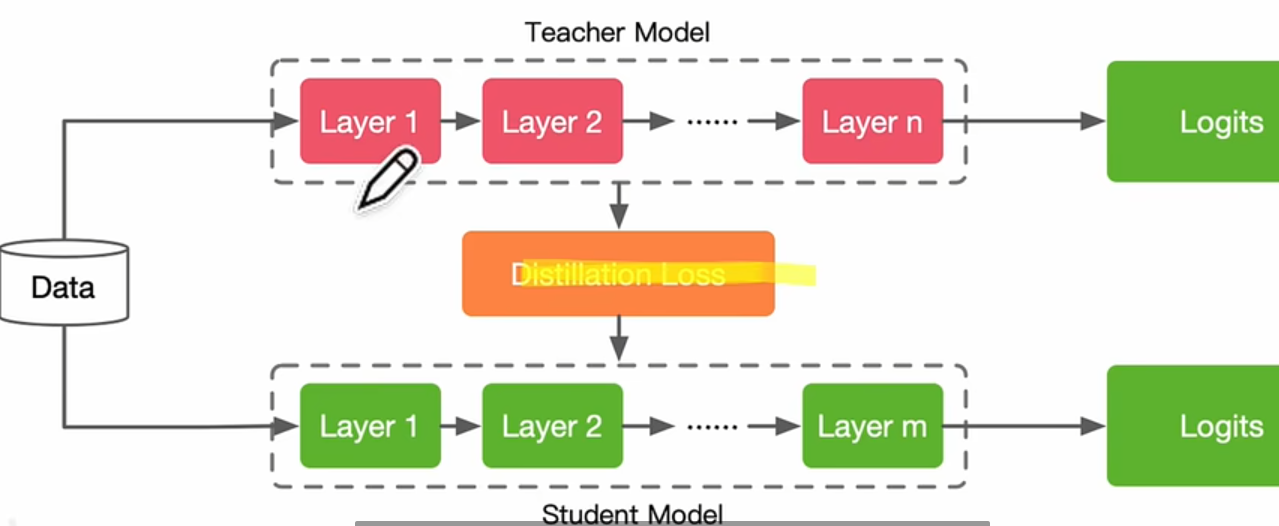 Teacher Model
Layer 1
Layer 2
......
Layer n
Logits
Distillation Loss
Data
Layer 1
Layer 2
......
Layer m
Logits
Student Model